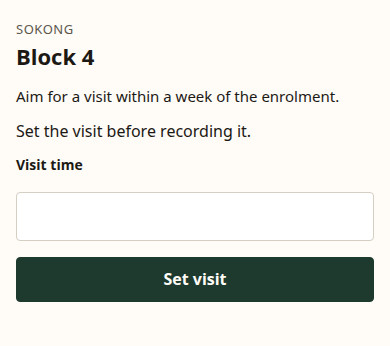 SOKONG
Block 4
Aim for a visit within a week of the enrolment.
Set the visit before recording it.
Visit time
Set visit